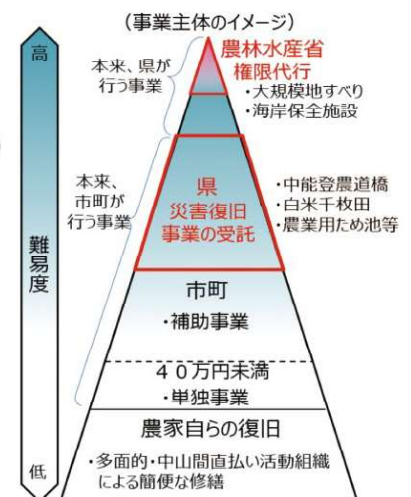 （事業主体のイメージ）
高
本来、県が
行う事業
農林水産省
権限代行
・大規模地すべり
・海岸保全施設
本来、
市町が
行う事業
県
災害復旧
事業の受託
・中能登農道橋
・白米千枚田
・農業用ため池等
難易度
市町
・補助事業
４０万円未満
・単独事業
農家自らの復旧
・多面的・中山間直払い活動組織
による簡便な修繕
低